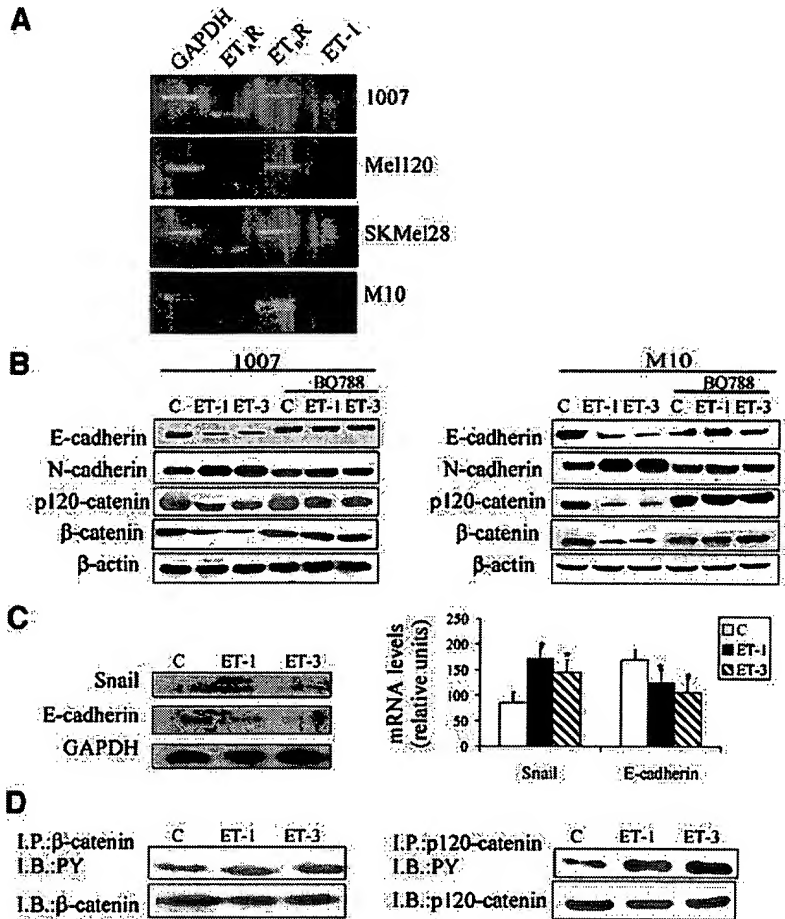 A
GAPDH ETAR ETBR ET-1
1007
Mel120
SKMel28
M10
B
1007
BQ788
C ET-1 ET-3 C ET-1 ET-3
E-cadherin
N-cadherin
p120-catenin
β-catenin
β-actin
M10
BQ788
C ET-1 ET-3 C ET-1 ET-3
E-cadherin
N-cadherin
p120-catenin
β-catenin
β-actin
C
C ET-1 ET-3
Snail
E-cadherin
GAPDH
mRNA levels
(relative units)
250
200
150
100
50
0
Snail E-cadherin
C
ET-1
ET-3
D
I.P.:β-catenin C ET-1 ET-3
I.B.:PY
I.B.:β-catenin
I.P.:p120-catenin C ET-1 ET-3
I.B.:PY
I.B.:p120-catenin